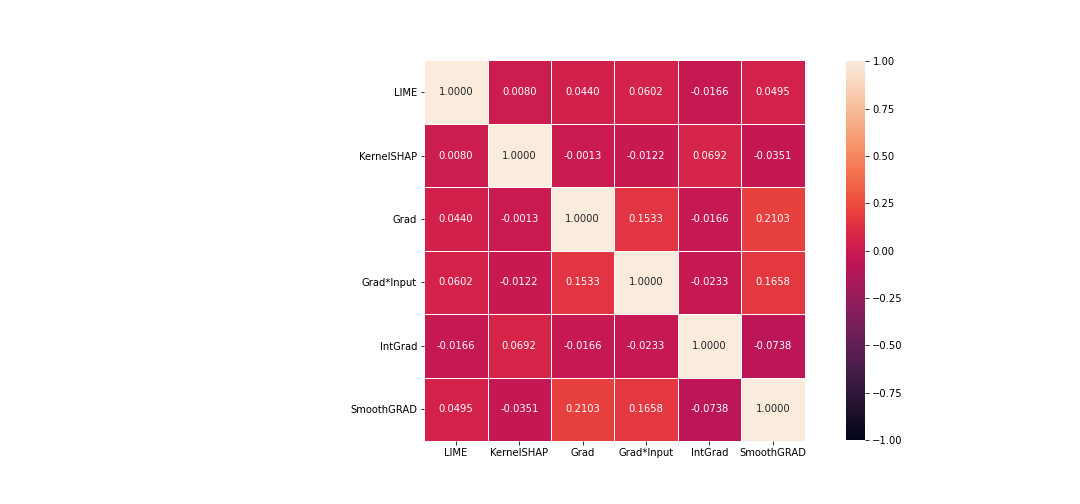 LIME 1.0000 0.0080 0.0440 0.0602 -0.0166 0.0495
KernelSHAP 0.0080 1.0000 -0.0013 -0.0122 0.0692 -0.0351
Grad 0.0440 -0.0013 1.0000 0.1533 -0.0166 0.2103
Grad*Input 0.0602 -0.0122 0.1533 1.0000 -0.0233 0.1658
IntGrad -0.0166 0.0692 -0.0166 -0.0233 1.0000 -0.0738
SmoothGRAD 0.0495 -0.0351 0.2103 0.1658 -0.0738 1.0000
LIME KernelSHAP Grad Grad*Input IntGrad SmoothGRAD
1.00
0.75
0.50
0.25
0.00
−0.25
−0.50
−0.75
−1.00